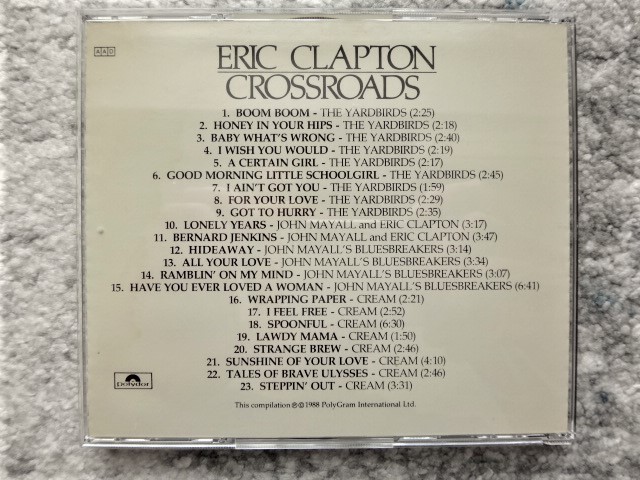 AAD
ERIC CLAPTON
CROSSROADS
1. BOOM BOOM - THE YARDBIRDS (2:25)
2. HONEY IN YOUR HIPS - THE YARDBIRDS (2:18)
3. BABY WHAT'S WRONG - THE YARDBIRDS (2:40)
4. I WISH YOU WOULD - THE YARDBIRDS (2:19)
5. A CERTAIN GIRL - THE YARDBIRDS (2:17)
6. GOOD MORNING LITTLE SCHOOLGIRL - THE YARDBIRDS (2:45)
7. I AIN'T GOT YOU - THE YARDBIRDS (1:59)
8. FOR YOUR LOVE - THE YARDBIRDS (2:29)
9. GOT TO HURRY - THE YARDBIRDS (2:35)
10. LONELY YEARS - JOHN MAYALL and ERIC CLAPTON (3:17)
11. BERNARD JENKINS - JOHN MAYALL and ERIC CLAPTON (3:47)
12. HIDEAWAY - JOHN MAYALL'S BLUESBREAKERS (3:14)
13. ALL YOUR LOVE - JOHN MAYALL'S BLUESBREAKERS (3:34)
14. RAMBLIN' ON MY MIND - JOHN MAYALL'S BLUESBREAKERS (3:07)
15. HAVE YOU EVER LOVED A WOMAN - JOHN MAYALL'S BLUESBREAKERS (6:41)
16. WRAPPING PAPER - CREAM (2:21)
17. I FEEL FREE - CREAM (2:52)
18. SPOONFUL - CREAM (6:30)
19. LAWDY MAMA - CREAM (1:50)
20. STRANGE BREW - CREAM (2:46)
21. SUNSHINE OF YOUR LOVE - CREAM (4:10)
22. TALES OF BRAVE ULYSSES - CREAM (2:46)
23. STEPPIN' OUT - CREAM (3:31)
Polydor
This compilation ℗©1988 PolyGram International Ltd.